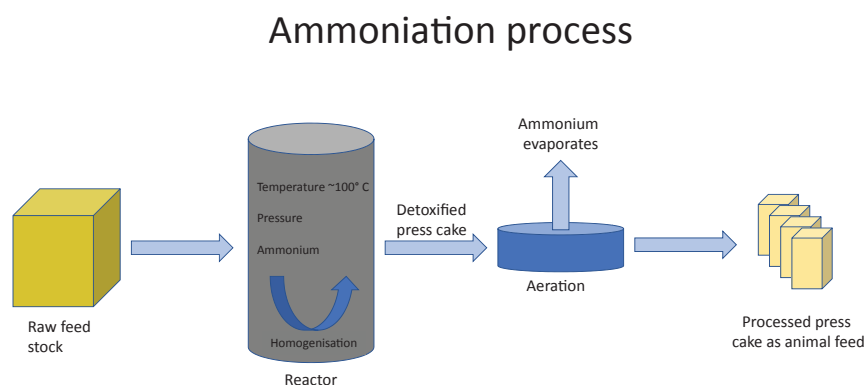 Ammoniation process
Ammonium
evaporates
Temperature ~100° C
Pressure
Ammonium
Homogenisation
Detoxified
press cake
Raw feed
stock
Reactor
Aeration
Processed press
cake as animal feed